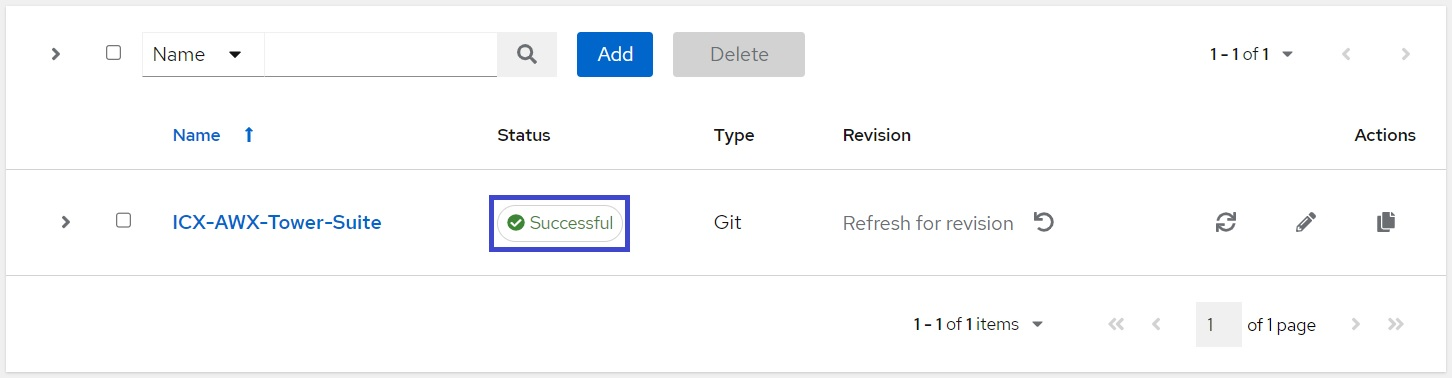 Name Add Delete 1 - 1 of 1
Name Status Type Revision Actions
ICX-AWX-Tower-Suite Successful Git Refresh for revision
1 - 1 of 1 items 1 of 1 page